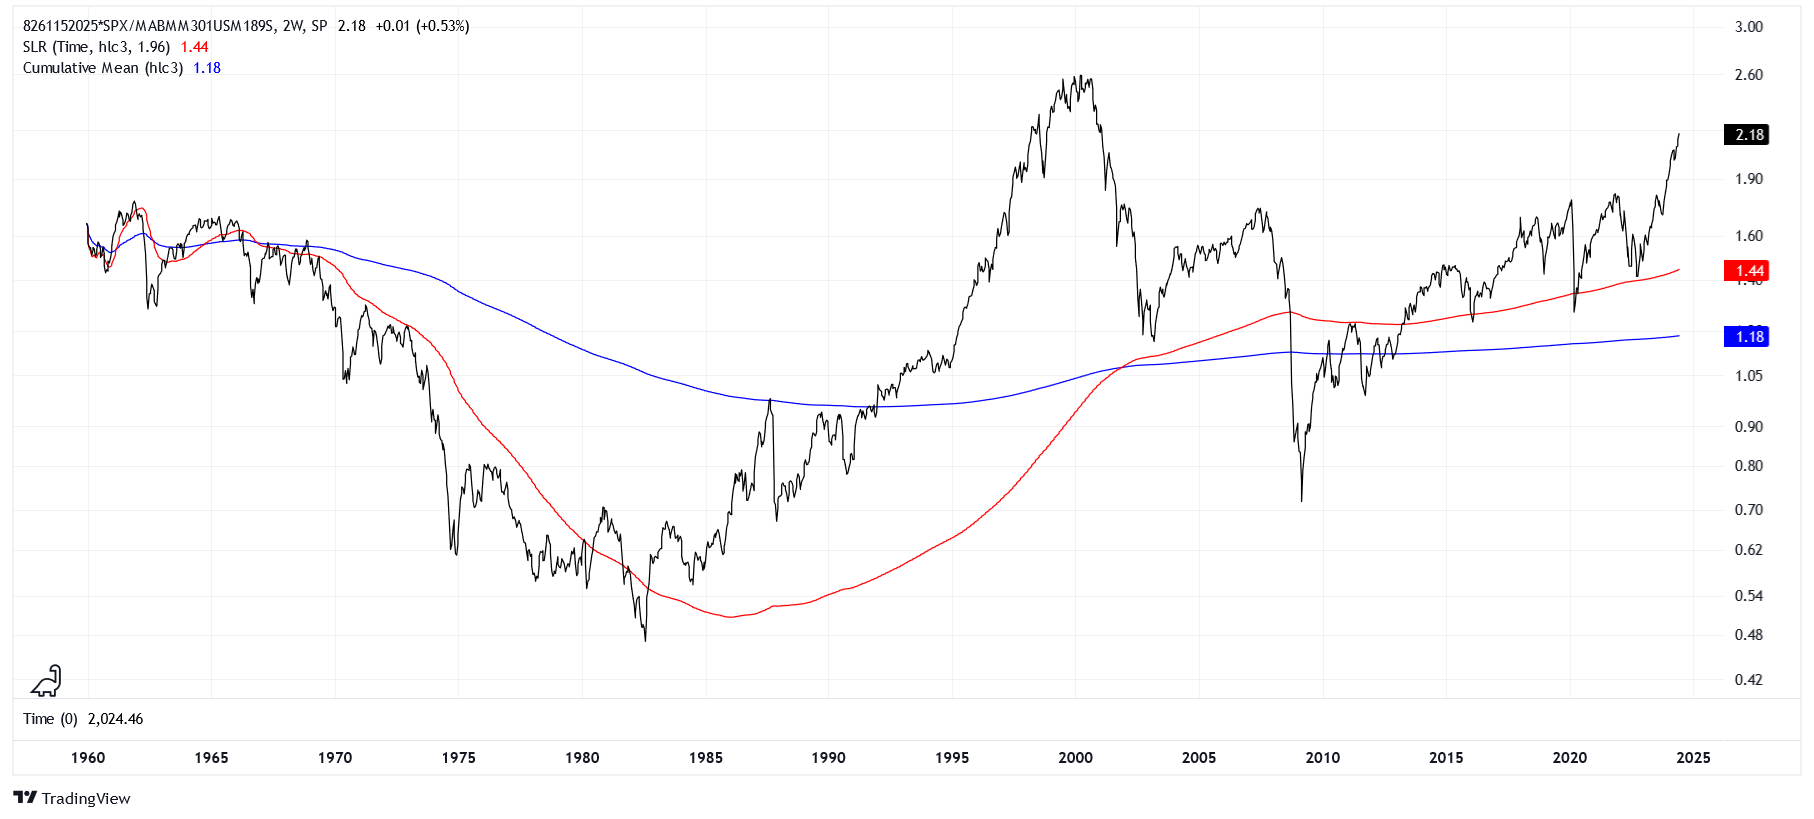 8261152025*SPX/MABMM301USM189S, 2W, SP 2.18 +0.01 (+0.53%)
SLR (Time, hlc3, 1.96) 1.44
Cumulative Mean (hlc3) 1.18
3.00
2.60
2.18
1.90
1.60
1.44
1.18
1.05
0.90
0.80
0.70
0.62
0.54
0.48
0.42
Time (0) 2,024.46
1960 1965 1970 1975 1980 1985 1990 1995 2000 2005 2010 2015 2020 2025
TradingView